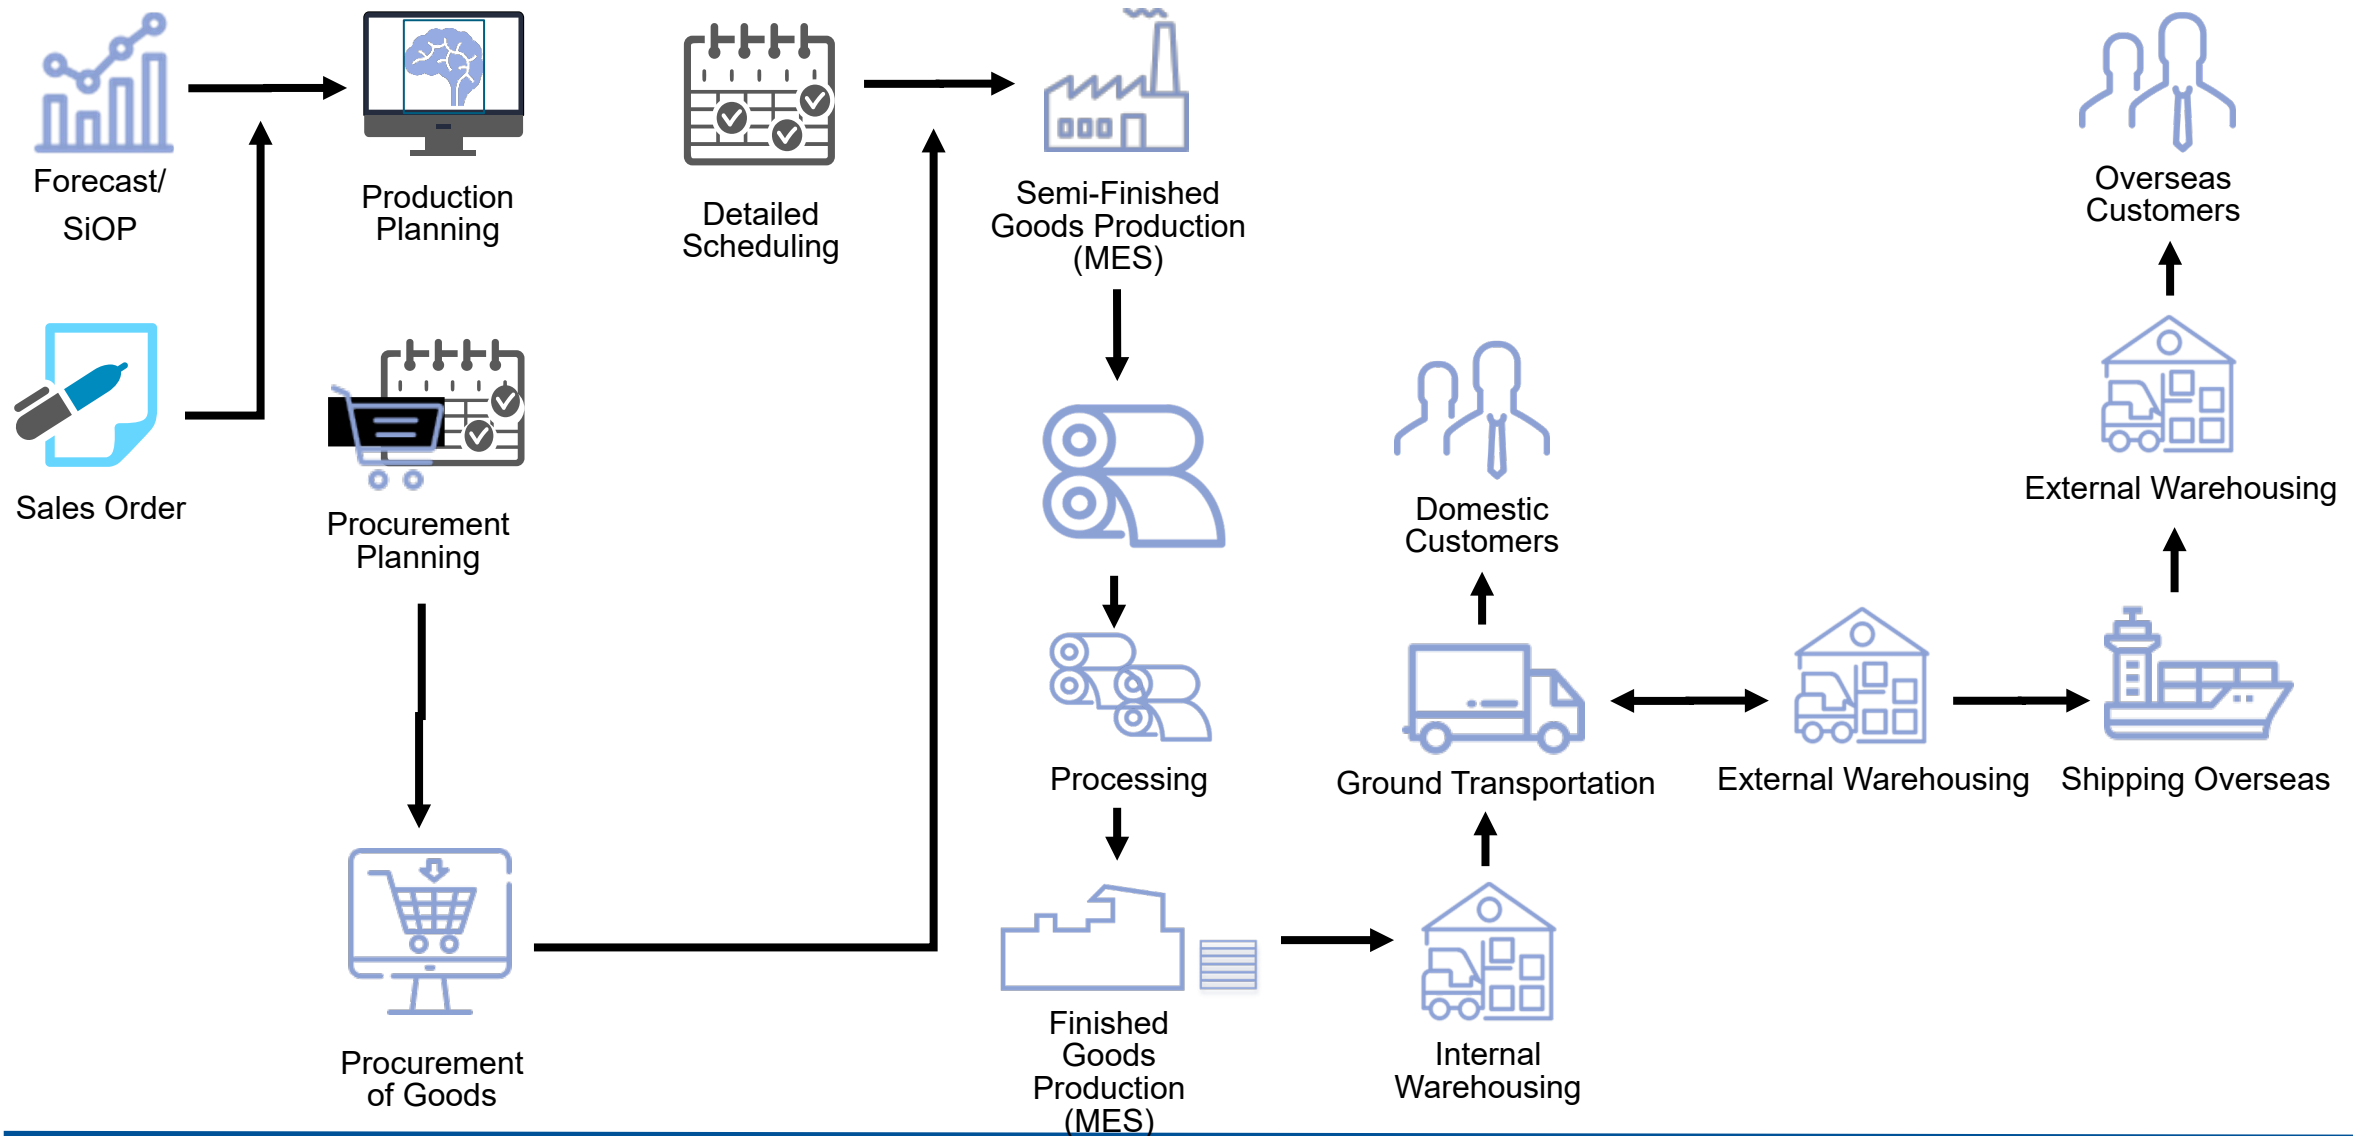 Forecast/
SiOP
Production
Planning
Detailed
Scheduling
Semi-Finished
Goods Production
(MES)
Overseas
Customers
Sales Order
Procurement
Planning
Domestic
Customers
External Warehousing
Processing
Ground Transportation
External Warehousing
Shipping Overseas
Procurement
of Goods
Finished
Goods
Production
(MES)
Internal
Warehousing